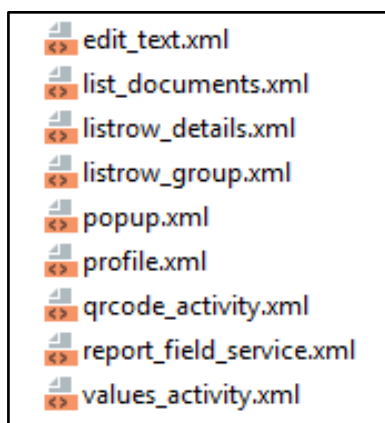 edit_text.xml
list_documents.xml
listrow_details.xml
listrow_group.xml
popup.xml
profile.xml
qrcode_activity.xml
report_field_service.xml
values_activity.xml